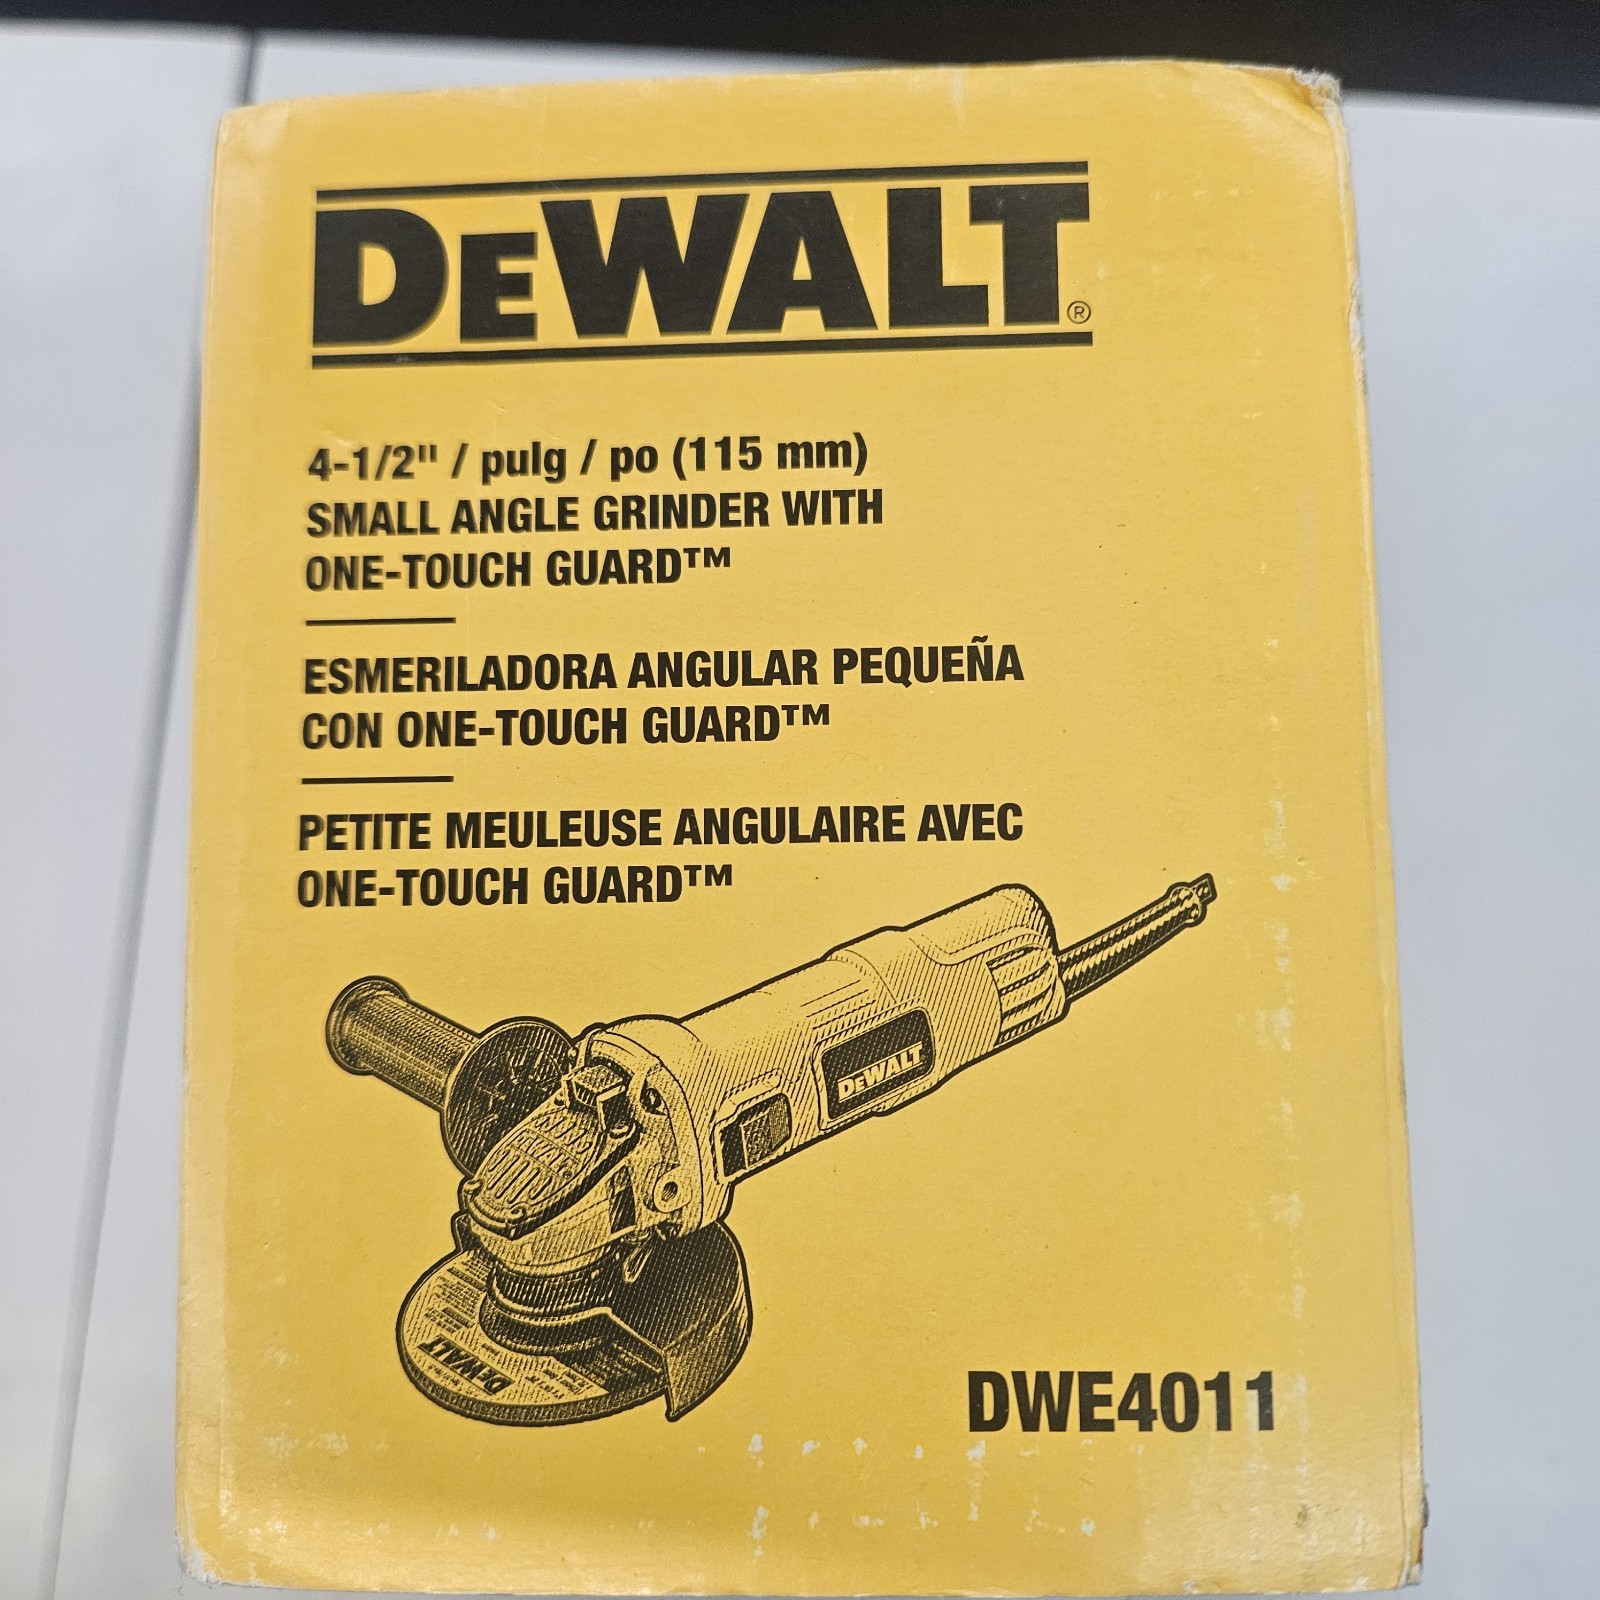 DEWALT®
4-1/2" / pulg / po (115 mm)
SMALL ANGLE GRINDER WITH
ONE-TOUCH GUARD™
ESMERILADORA ANGULAR PEQUEÑA
CON ONE-TOUCH GUARD™
PETITE MEULEUSE ANGULAIRE AVEC
ONE-TOUCH GUARD™
DEWALT
DEWALT
DWE4011